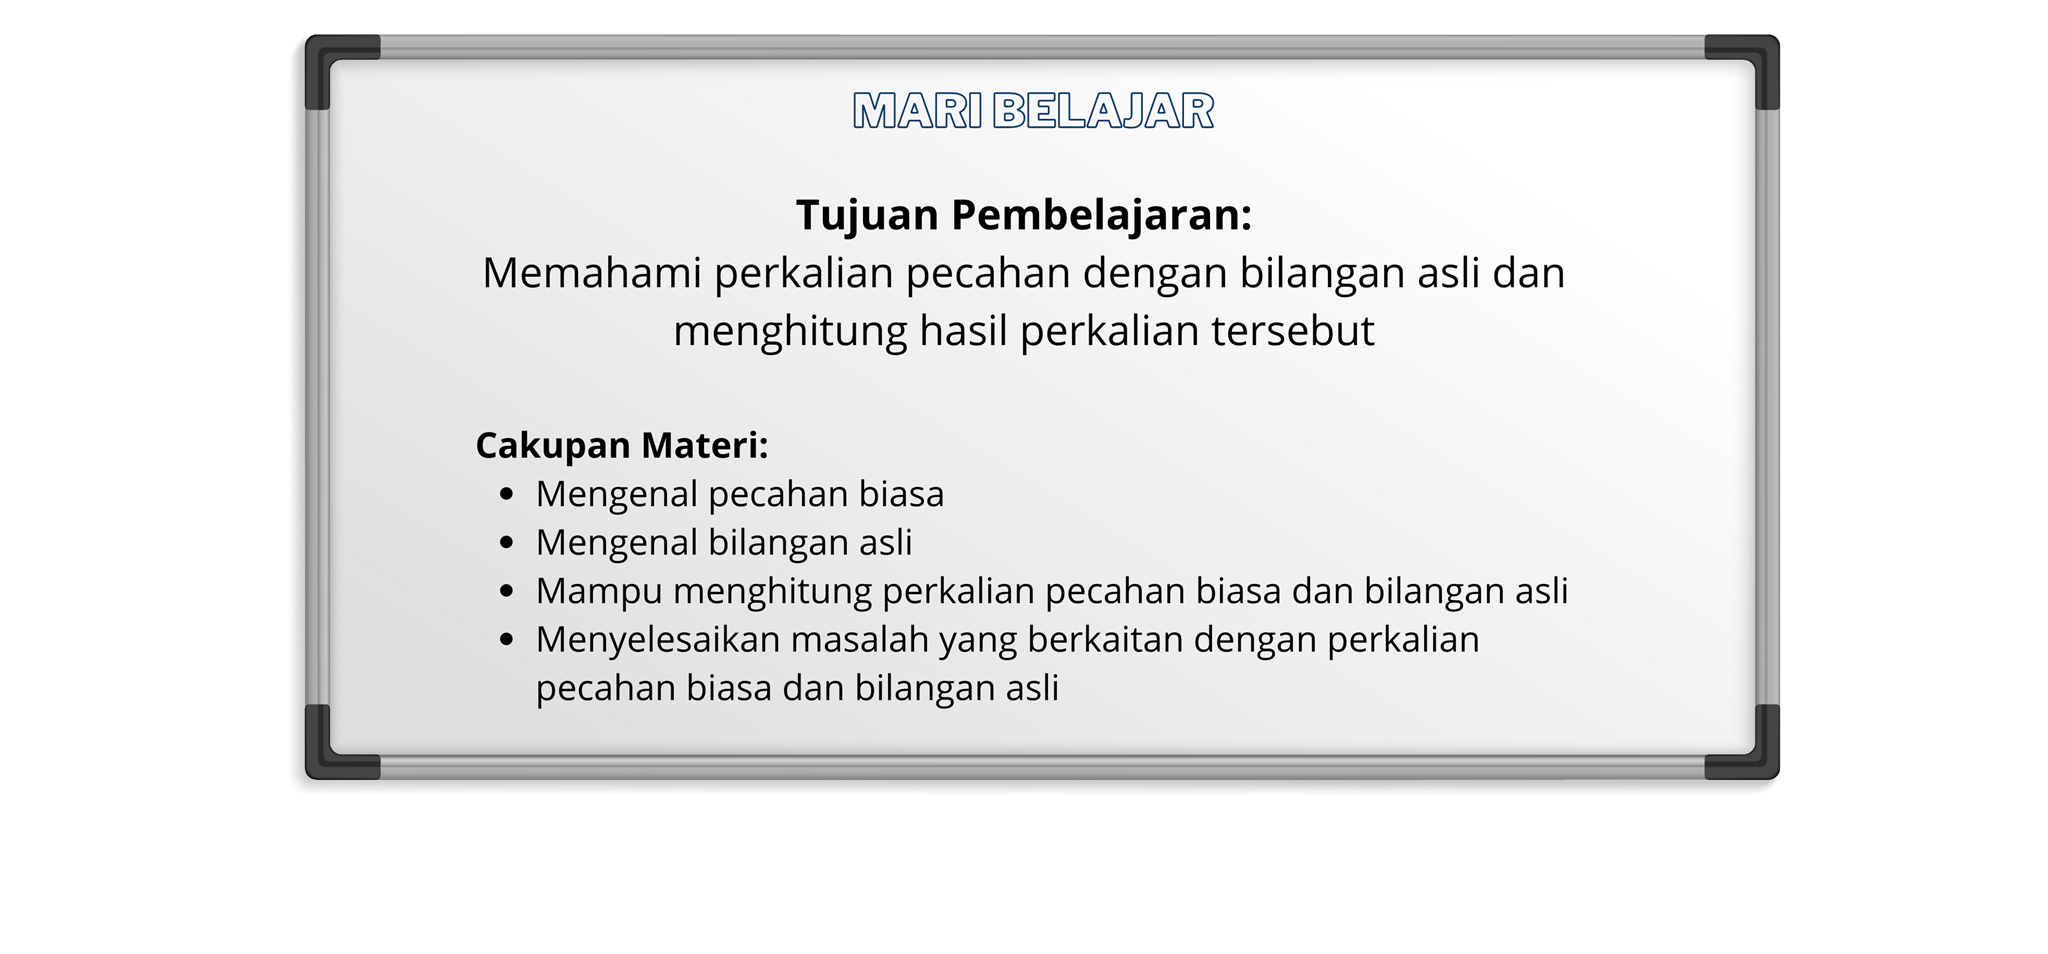 MARI BELAJAR
Tujuan Pembelajaran:
Memahami perkalian pecahan dengan bilangan asli dan
menghitung hasil perkalian tersebut
Cakupan Materi:
• Mengenal pecahan biasa
• Mengenal bilangan asli
• Mampu menghitung perkalian pecahan biasa dan bilangan asli
• Menyelesaikan masalah yang berkaitan dengan perkalian
pecahan biasa dan bilangan asli